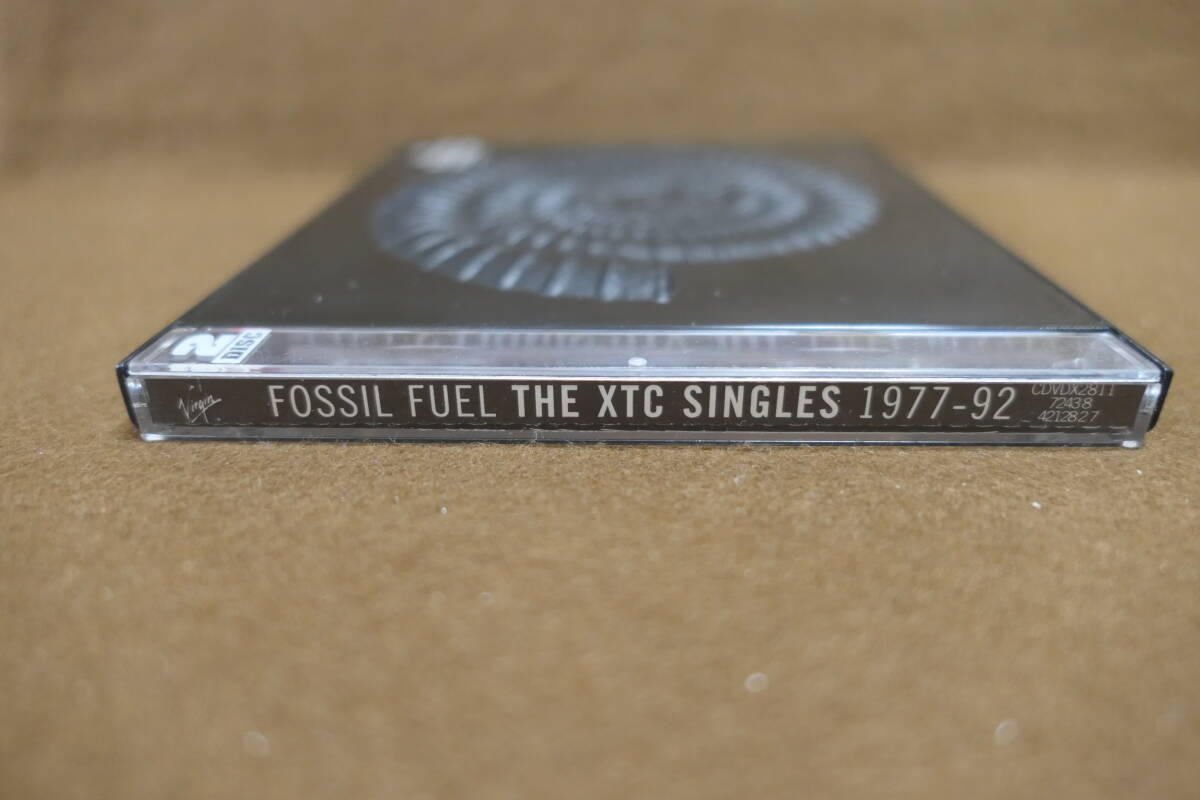 2
DISC
Virgin
FOSSIL FUEL THE XTC SINGLES 1977-92
CDVDX2811
7243 8
42128 2 7